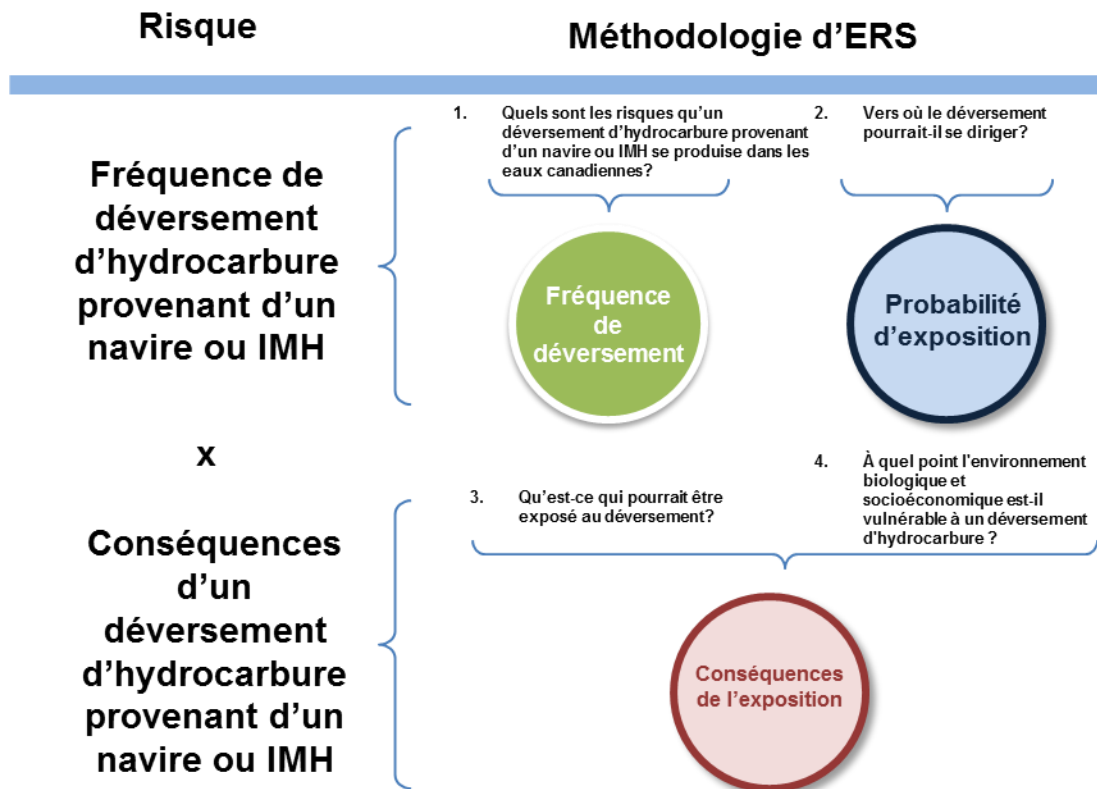 Risque
Méthodologie d'ERS
Fréquence de
déversement
d'hydrocarbure
provenant d'un
navire ou IMH
1. Quels sont les risques qu'un
déversement d'hydrocarbure provenant
d'un navire ou IMH se produise dans les
eaux canadiennes?
2. Vers où le déversement
pourrait-il se diriger?
Fréquence
de
déversement
Probabilité
d'exposition
x
Conséquences
d'un
déversement
d'hydrocarbure
provenant d'un
navire ou IMH
3. Qu'est-ce qui pourrait être
exposé au déversement?
4. À quel point l'environnement
biologique et
socioéconomique est-il
vulnérable à un déversement
d'hydrocarbure ?
Conséquences
de l'exposition